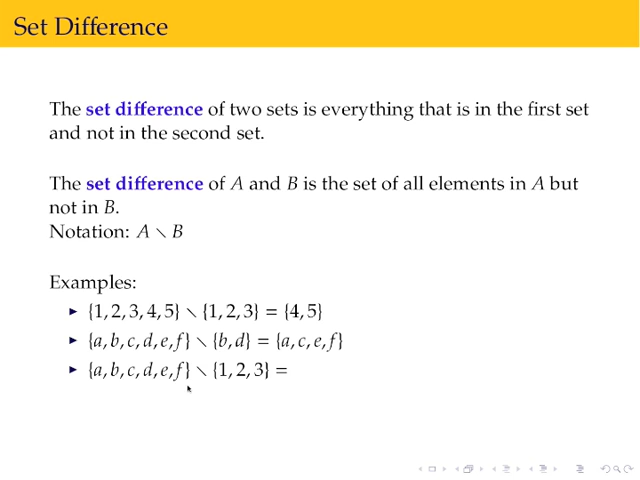 Set Difference
The set difference of two sets is everything that is in the first set
and not in the second set.
The set difference of A and B is the set of all elements in A but
not in B.
Notation: A ∖ B
Examples:
▶ {1, 2, 3, 4, 5} ∖ {1, 2, 3} = {4, 5}
▶ {a, b, c, d, e, f} ∖ {b, d} = {a, c, e, f}
▶ {a, b, c, d, e, f} ∖ {1, 2, 3} =